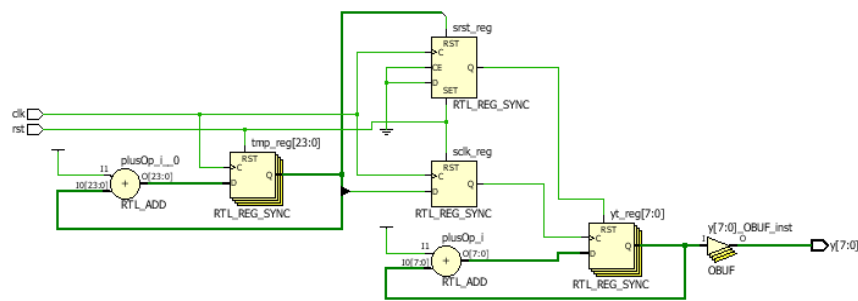 srst_reg
RST
C
CE
D
SET
Q
RTL_REG_SYNC
clk
rst
tmp_reg[23:0]
RST
C
D
Q
RTL_REG_SYNC
plusOp_i__0
I1
I0[23:0]
+
O[23:0]
RTL_ADD
sclk_reg
RST
C
D
Q
RTL_REG_SYNC
yt_reg[7:0]
RST
C
D
Q
RTL_REG_SYNC
plusOp_i
I1
I0[7:0]
+
O[7:0]
RTL_ADD
y[7:0]_OBUF_inst
I
O
OBUF
y[7:0]